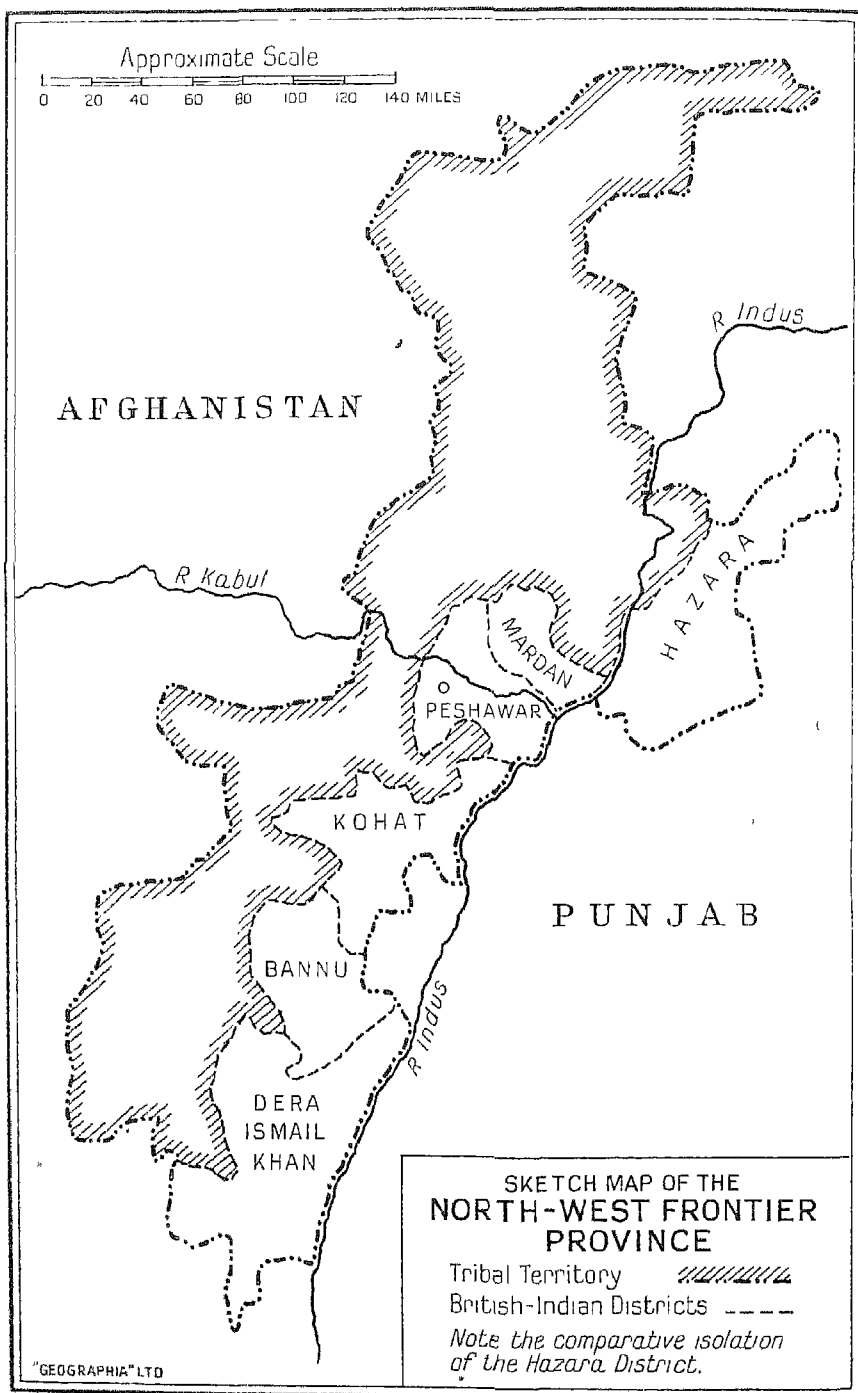 Approximate Scale
0 20 40 60 80 100 120 140 MILES
R Indus
AFGHANISTAN
R Kabul
HAZARA
MARDAN
PESHAWAR
KOHAT
PUNJAB
BANNU
R Indus
DERA
ISMAIL
KHAN
SKETCH MAP OF THE
NORTH-WEST FRONTIER
PROVINCE
Tribal Territory
British-Indian Districts
Note the comparative isolation
of the Hazara District.
"GEOGRAPHIA" LTD